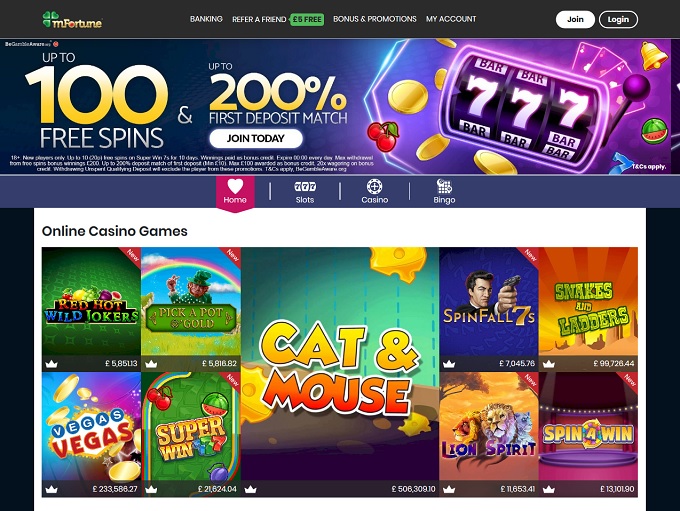 mFortune
BANKING
REFER A FRIEND £5 FREE
BONUS & PROMOTIONS
MY ACCOUNT
Join
Login
BeGambleAware.org
UP TO
100
FREE SPINS
&
UP TO
200%
FIRST DEPOSIT MATCH
JOIN TODAY
BAR BAR BAR
7 7 7
BAR BAR BAR
18+. New players only. Up to 10 (20p) free spins on Super Win 7s for 10 days. Winnings paid as bonus credit. Expire 00:00 every day. Max withdrawal
from free spins bonus winnings £200. Up to 200% deposit match of first deposit (Min £10). Max £100 awarded as bonus credit, 20x wagering on bonus
credit. Withdrawing Unspent Qualifying Deposit will exclude the player from these promotions. T&Cs apply, BeGambleAware.org
T&Cs apply.
Home
777
Slots
Casino
Bingo
Online Casino Games
New
RED HOT
WILD JOKERS
£ 5,851.13
New
PICK A POT
O' GOLD
£ 5,816.82
CAT &
MOUSE
£ 506,309.10
New
SPINFALL 7s
£ 7,045.76
SNAKES
AND
LADDERS
£ 99,726.44
VEGAS
VEGAS
£ 233,586.27
New
SUPER
WIN 777
£ 21,624.04
New
LION SPIRIT
£ 11,653.41
New
SPIN A WIN
£ 13,101.90